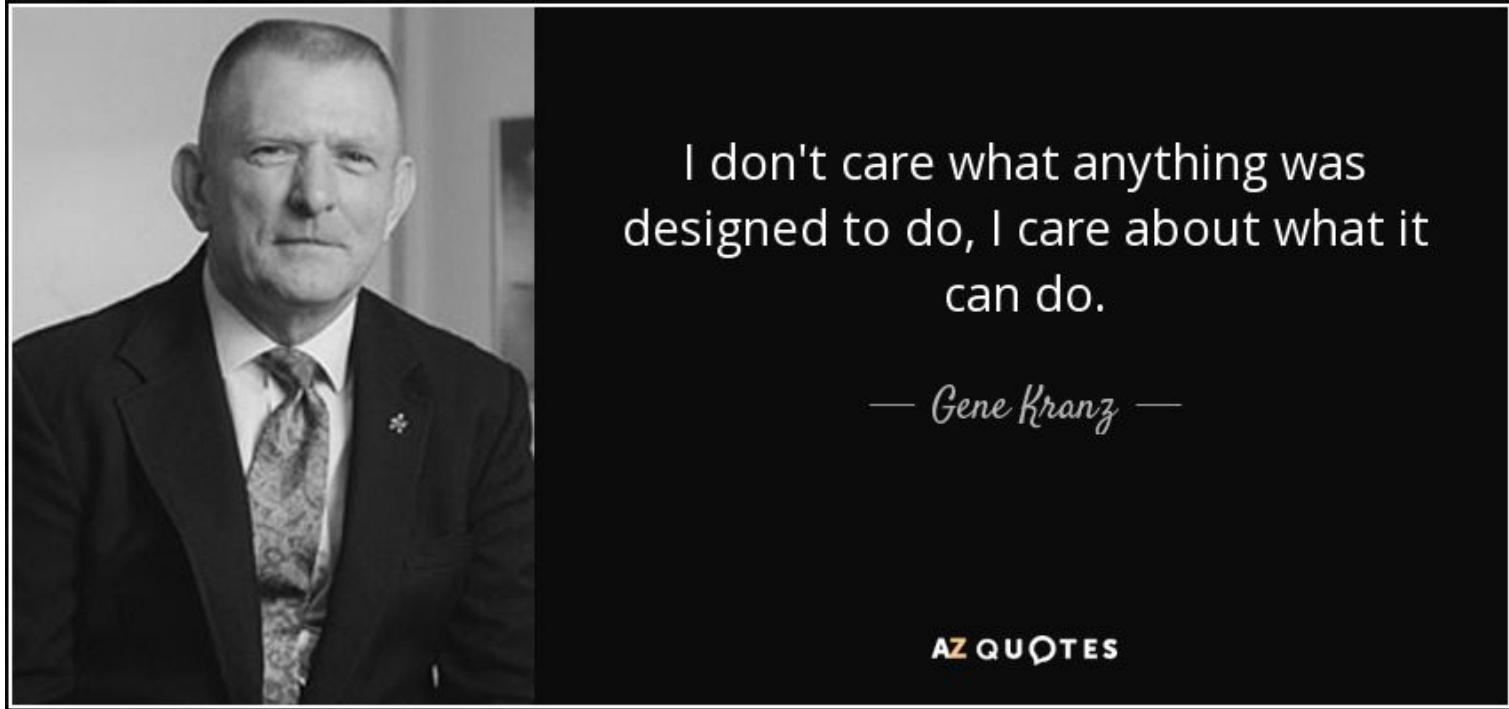 I don't care what anything was
designed to do, I care about what it
can do.
— Gene Kranz —
AZ QUOTES